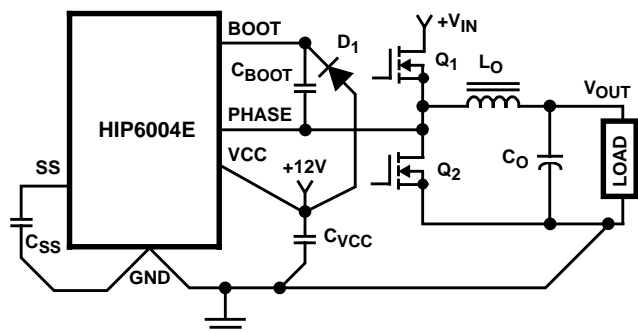 +VIN
BOOT
D1
Q1
LO
CBOOT
VOUT
HIP6004E
PHASE
VCC
SS
+12V
Q2
CO
LOAD
CSS
CVCC
GND